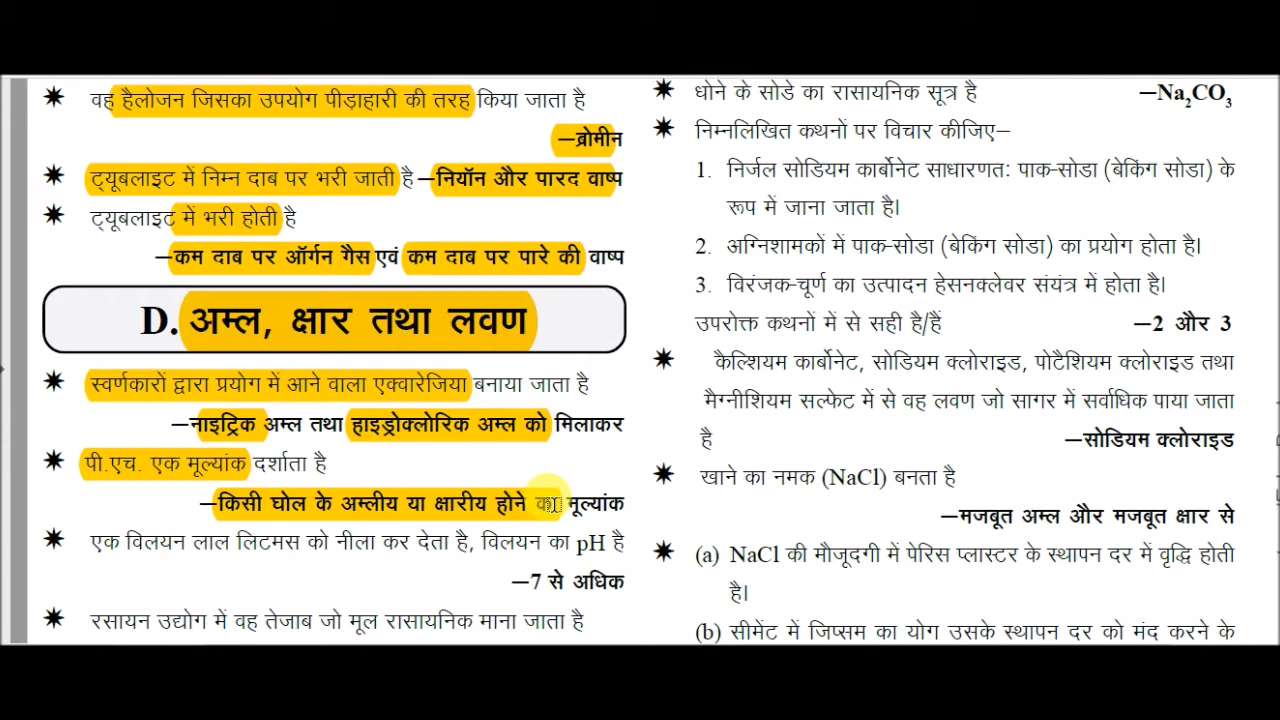 ✷ वह हैलोजन जिसका उपयोग पीड़ाहारी की तरह किया जाता है
–ब्रोमीन
✷ ट्यूबलाइट में निम्न दाब पर भरी जाती है –नियॉन और पारद वाष्प
✷ ट्यूबलाइट में भरी होती है
–कम दाब पर ऑर्गन गैस एवं कम दाब पर पारे की वाष्प
D. अम्ल, क्षार तथा लवण
✷ स्वर्णकारों द्वारा प्रयोग में आने वाला एक्वारेजिया बनाया जाता है
–नाइट्रिक अम्ल तथा हाइड्रोक्लोरिक अम्ल को मिलाकर
✷ पी.एच. एक मूल्यांक दर्शाता है
–किसी घोल के अम्लीय या क्षारीय होने का मूल्यांक
✷ एक विलयन लाल लिटमस को नीला कर देता है, विलयन का pH है
–7 से अधिक
✷ रसायन उद्योग में वह तेजाब जो मूल रासायनिक माना जाता है
✷ धोने के सोडे का रासायनिक सूत्र है –Na₂CO₃
✷ निम्नलिखित कथनों पर विचार कीजिए–
1. निर्जल सोडियम कार्बोनेट साधारणत: पाक-सोडा (बेकिंग सोडा) के
रूप में जाना जाता है।
2. अग्निशामकों में पाक-सोडा (बेकिंग सोडा) का प्रयोग होता है।
3. विरंजक-चूर्ण का उत्पादन हेसनक्लेवर संयंत्र में होता है।
उपरोक्त कथनों में से सही है/हैं –2 और 3
✷ कैल्शियम कार्बोनेट, सोडियम क्लोराइड, पोटैशियम क्लोराइड तथा
मैग्नीशियम सल्फेट में से वह लवण जो सागर में सर्वाधिक पाया जाता
है –सोडियम क्लोराइड
✷ खाने का नमक (NaCl) बनता है
–मजबूत अम्ल और मजबूत क्षार से
✷ (a) NaCl की मौजूदगी में पेरिस प्लास्टर के स्थापन दर में वृद्धि होती
है।
(b) सीमेंट में जिप्सम का योग उसके स्थापन दर को मंद करने के